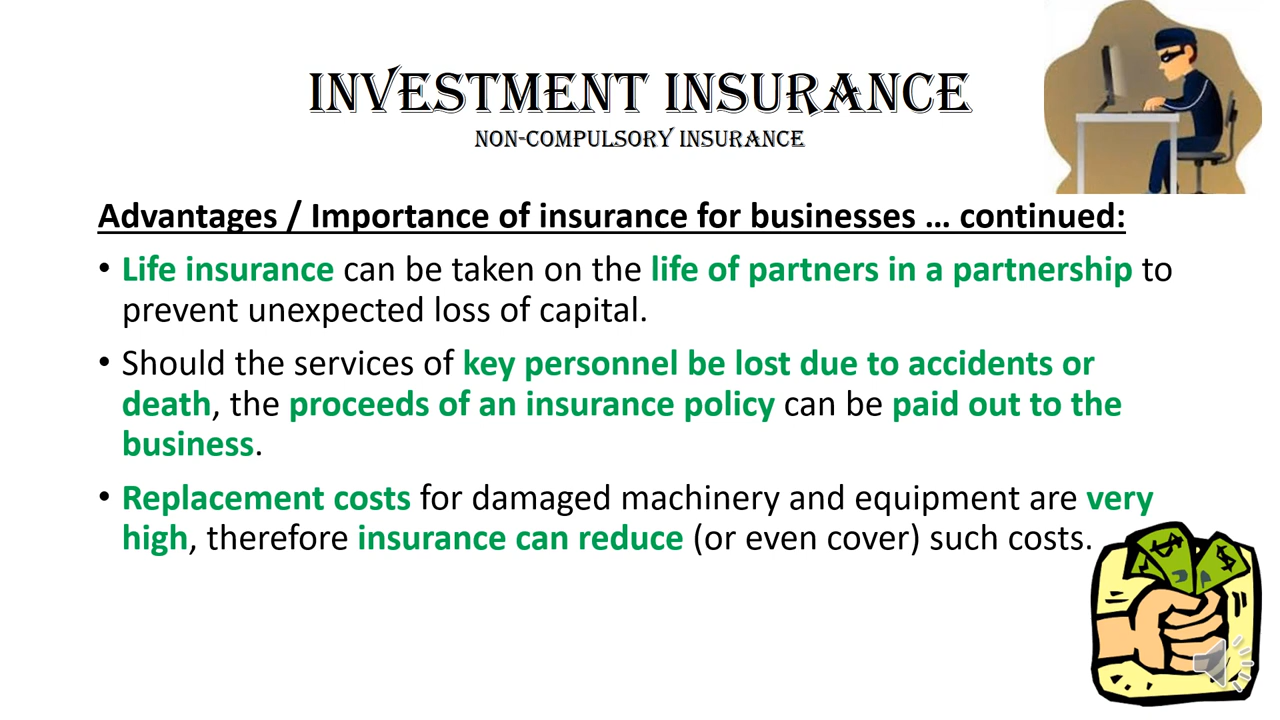 INVESTMENT INSURANCE
NON-COMPULSORY INSURANCE
Advantages / Importance of insurance for businesses … continued:
• Life insurance can be taken on the life of partners in a partnership to
prevent unexpected loss of capital.
• Should the services of key personnel be lost due to accidents or
death, the proceeds of an insurance policy can be paid out to the
business.
• Replacement costs for damaged machinery and equipment are very
high, therefore insurance can reduce (or even cover) such costs.
$ $